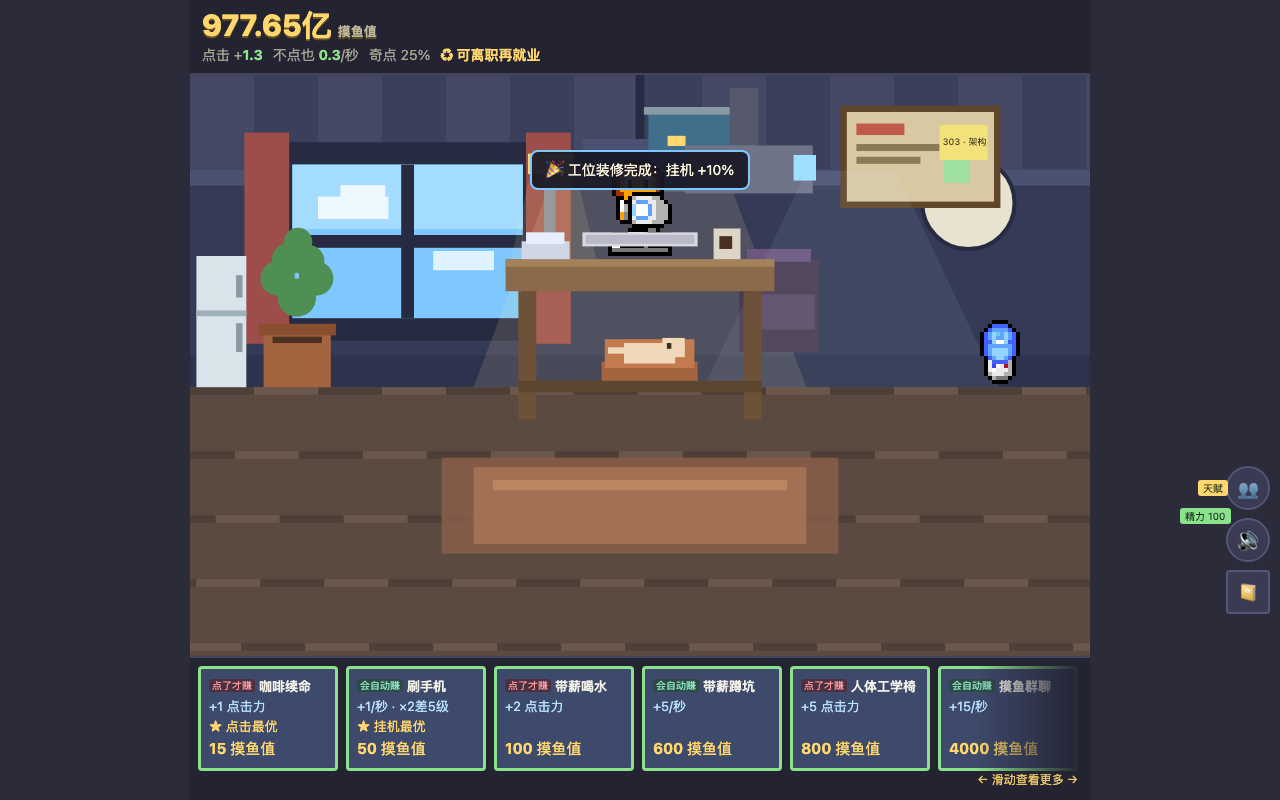 977.65亿 摸鱼值
点击 +1.3 不点也 0.3/秒 奇点 25% ♻ 可离职再就业
303 · 架构
🎉 工位装修完成：挂机 +10%
天赋
精力 100
点了才赚 咖啡续命
+1 点击力
⭐ 点击最优
15 摸鱼值
会自动赚 刷手机
+1/秒 · ×2差5级
⭐ 挂机最优
50 摸鱼值
点了才赚 带薪喝水
+2 点击力
100 摸鱼值
会自动赚 带薪蹲坑
+5/秒
600 摸鱼值
点了才赚 人体工学椅
+5 点击力
800 摸鱼值
会自动赚 摸鱼群聊
+15/秒
4000 摸鱼值
← 滑动查看更多 →